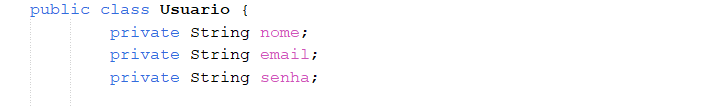 public class Usuario {
private String nome;
private String email;
private String senha;